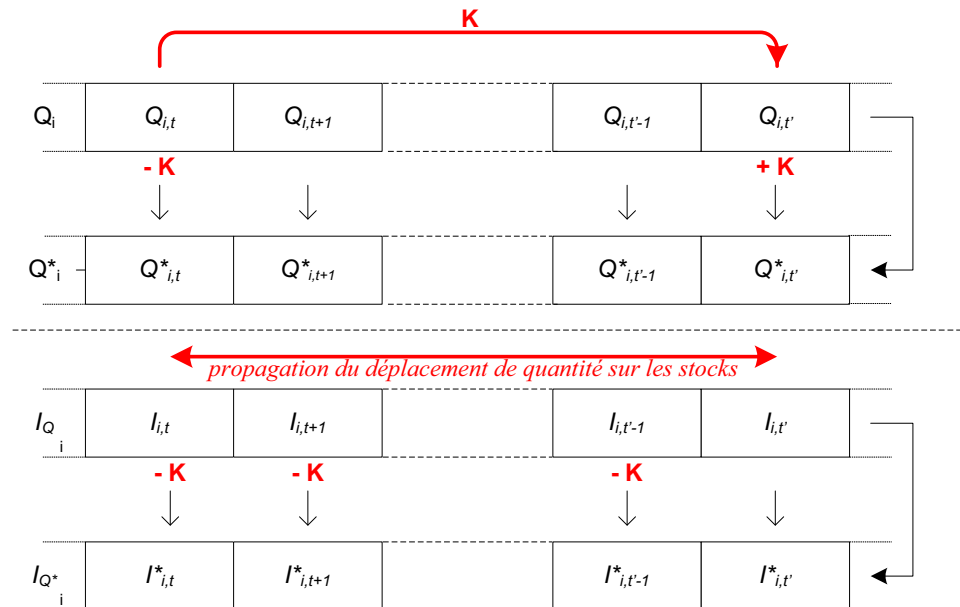 K
Qi Qi,t Qi,t+1 Qi,t'-1 Qi,t'
- K + K
Q*i Q*i,t Q*i,t+1 Q*i,t'-1 Q*i,t'
propagation du déplacement de quantité sur les stocks
IQi Ii,t Ii,t+1 Ii,t'-1 Ii,t'
- K - K - K
IQ*i I*i,t I*i,t+1 I*i,t'-1 I*i,t'